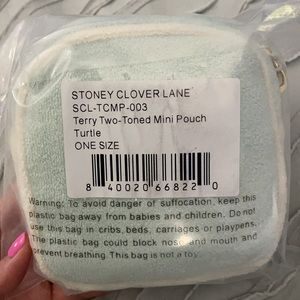 STONEY CLOVER LANE
SCL-TCMP-003
Terry Two-Toned Mini Pouch
Turtle
ONE SIZE
8 40020 66822 0
Warning: To avoid danger of suffocation, keep this
plastic bag away from babies and children. Do not
use this bag in cribs, beds, carriages or playpens.
The plastic bag could block nose and mouth and
prevent breathing. This bag is not a toy.